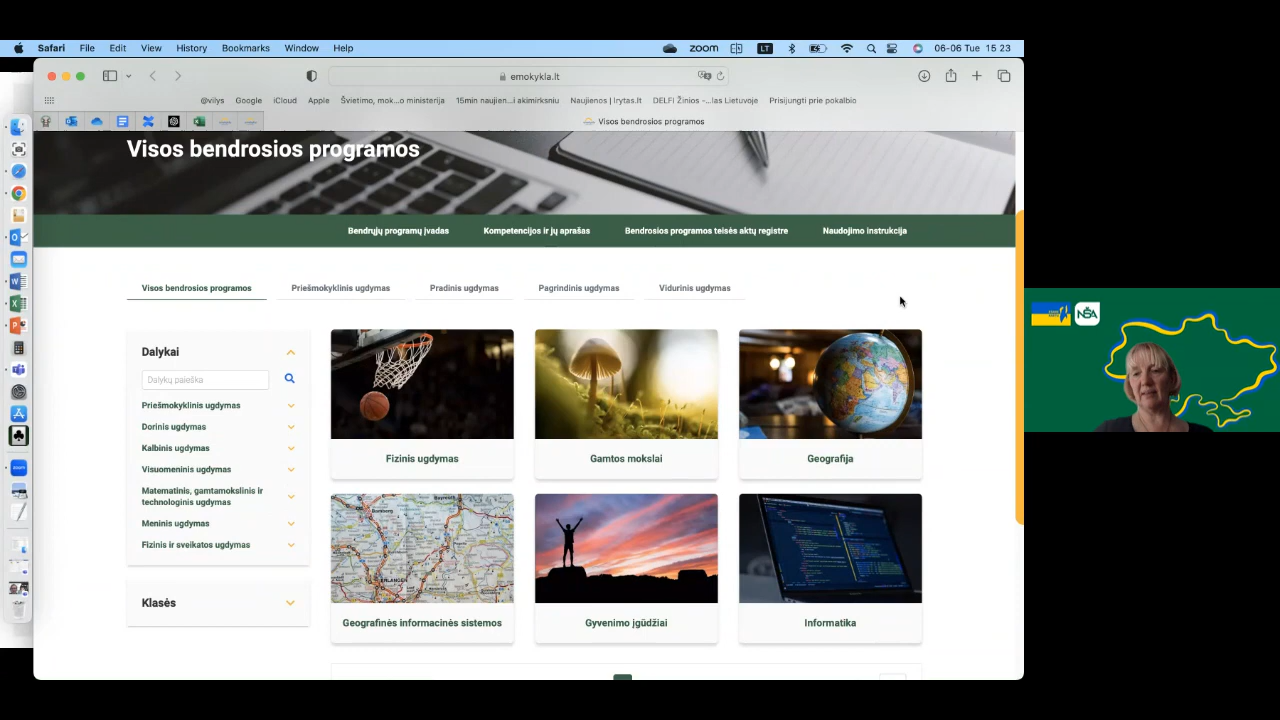 Safari File Edit View History Bookmarks Window Help
zoom LT 06-06 Tue 15 23
emokykla.lt
@vilys Google iCloud Apple Švietimo, mok...o ministerija 15min naujien...i akimirksniu Naujienos | lrytas.lt DELFI Žinios -...las Lietuvoje Prisijungti prie pokalbio
Visos bendrosios programos
Visos bendrosios programos
Bendrųjų programų įvadas Kompetencijos ir jų aprašas Bendrosios programos teisės aktų registre Naudojimo instrukcija
Visos bendrosios programos Priešmokyklinis ugdymas Pradinis ugdymas Pagrindinis ugdymas Vidurinis ugdymas
Dalykai
Dalykų paieška
Priešmokyklinis ugdymas
Dorinis ugdymas
Kalbinis ugdymas
Visuomeninis ugdymas
Matematinis, gamtamokslinis ir
technologinis ugdymas
Meninis ugdymas
Fizinis ir sveikatos ugdymas
Klasės
Fizinis ugdymas Gamtos mokslai Geografija
ERLANGEN
Geografinės informacinės sistemos Gyvenimo įgūdžiai Informatika
NŠA